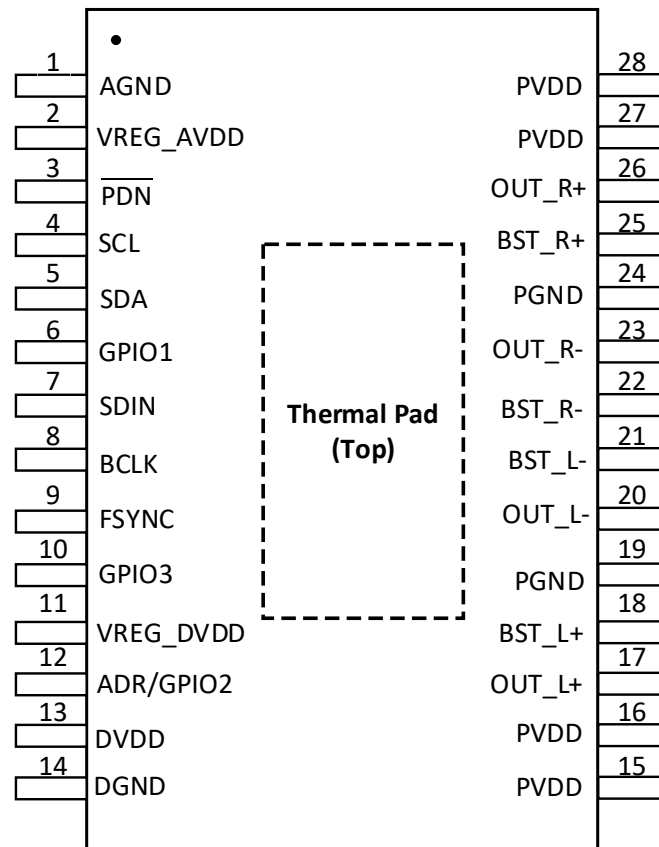 1 AGND
2 VREG_AVDD
3 PDN
4 SCL
5 SDA
6 GPIO1
7 SDIN
8 BCLK
9 FSYNC
10 GPIO3
11 VREG_DVDD
12 ADR/GPIO2
13 DVDD
14 DGND
Thermal Pad
(Top)
28 PVDD
27 PVDD
26 OUT_R+
25 BST_R+
24 PGND
23 OUT_R-
22 BST_R-
21 BST_L-
20 OUT_L-
19 PGND
18 BST_L+
17 OUT_L+
16 PVDD
15 PVDD